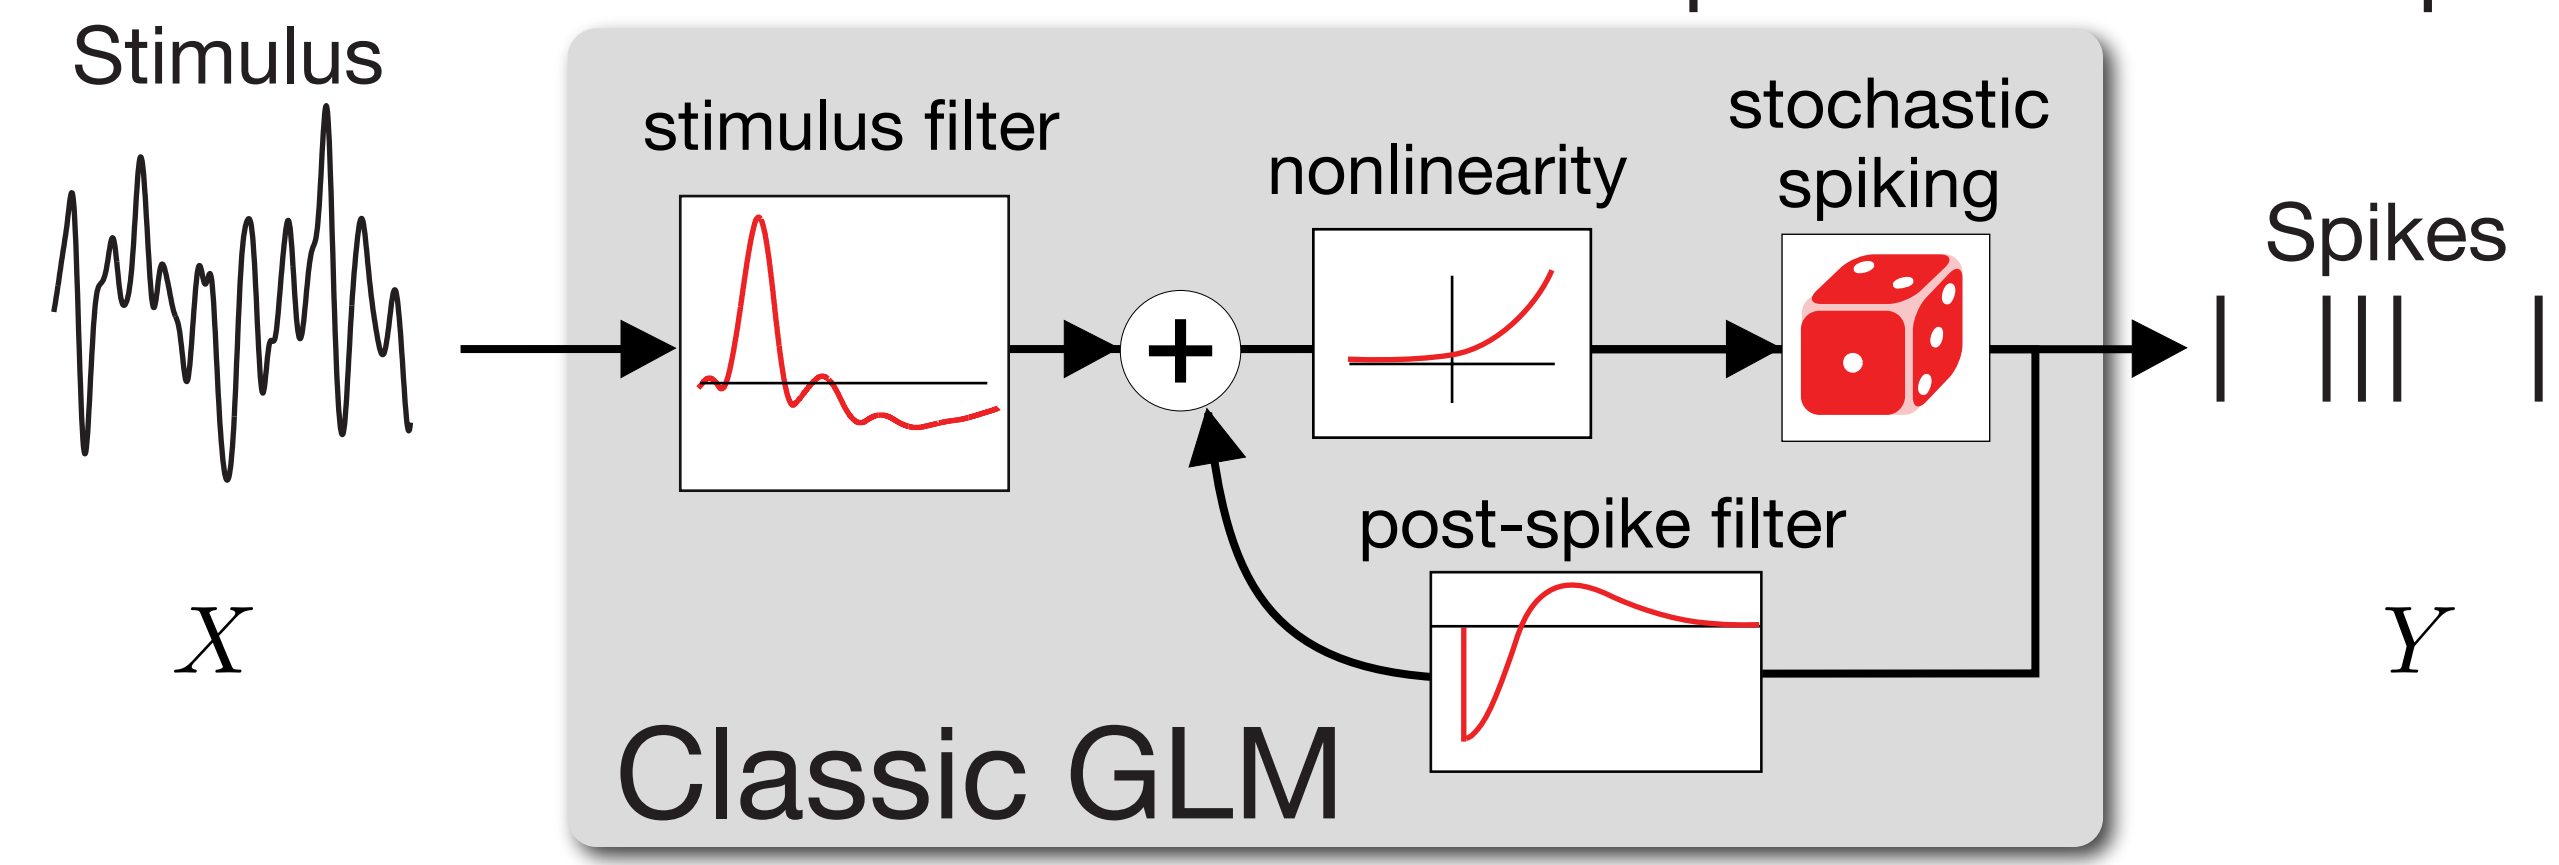 Stimulus
stimulus filter
nonlinearity
stochastic
spiking
Spikes
+
post-spike filter
X
Y
Classic GLM